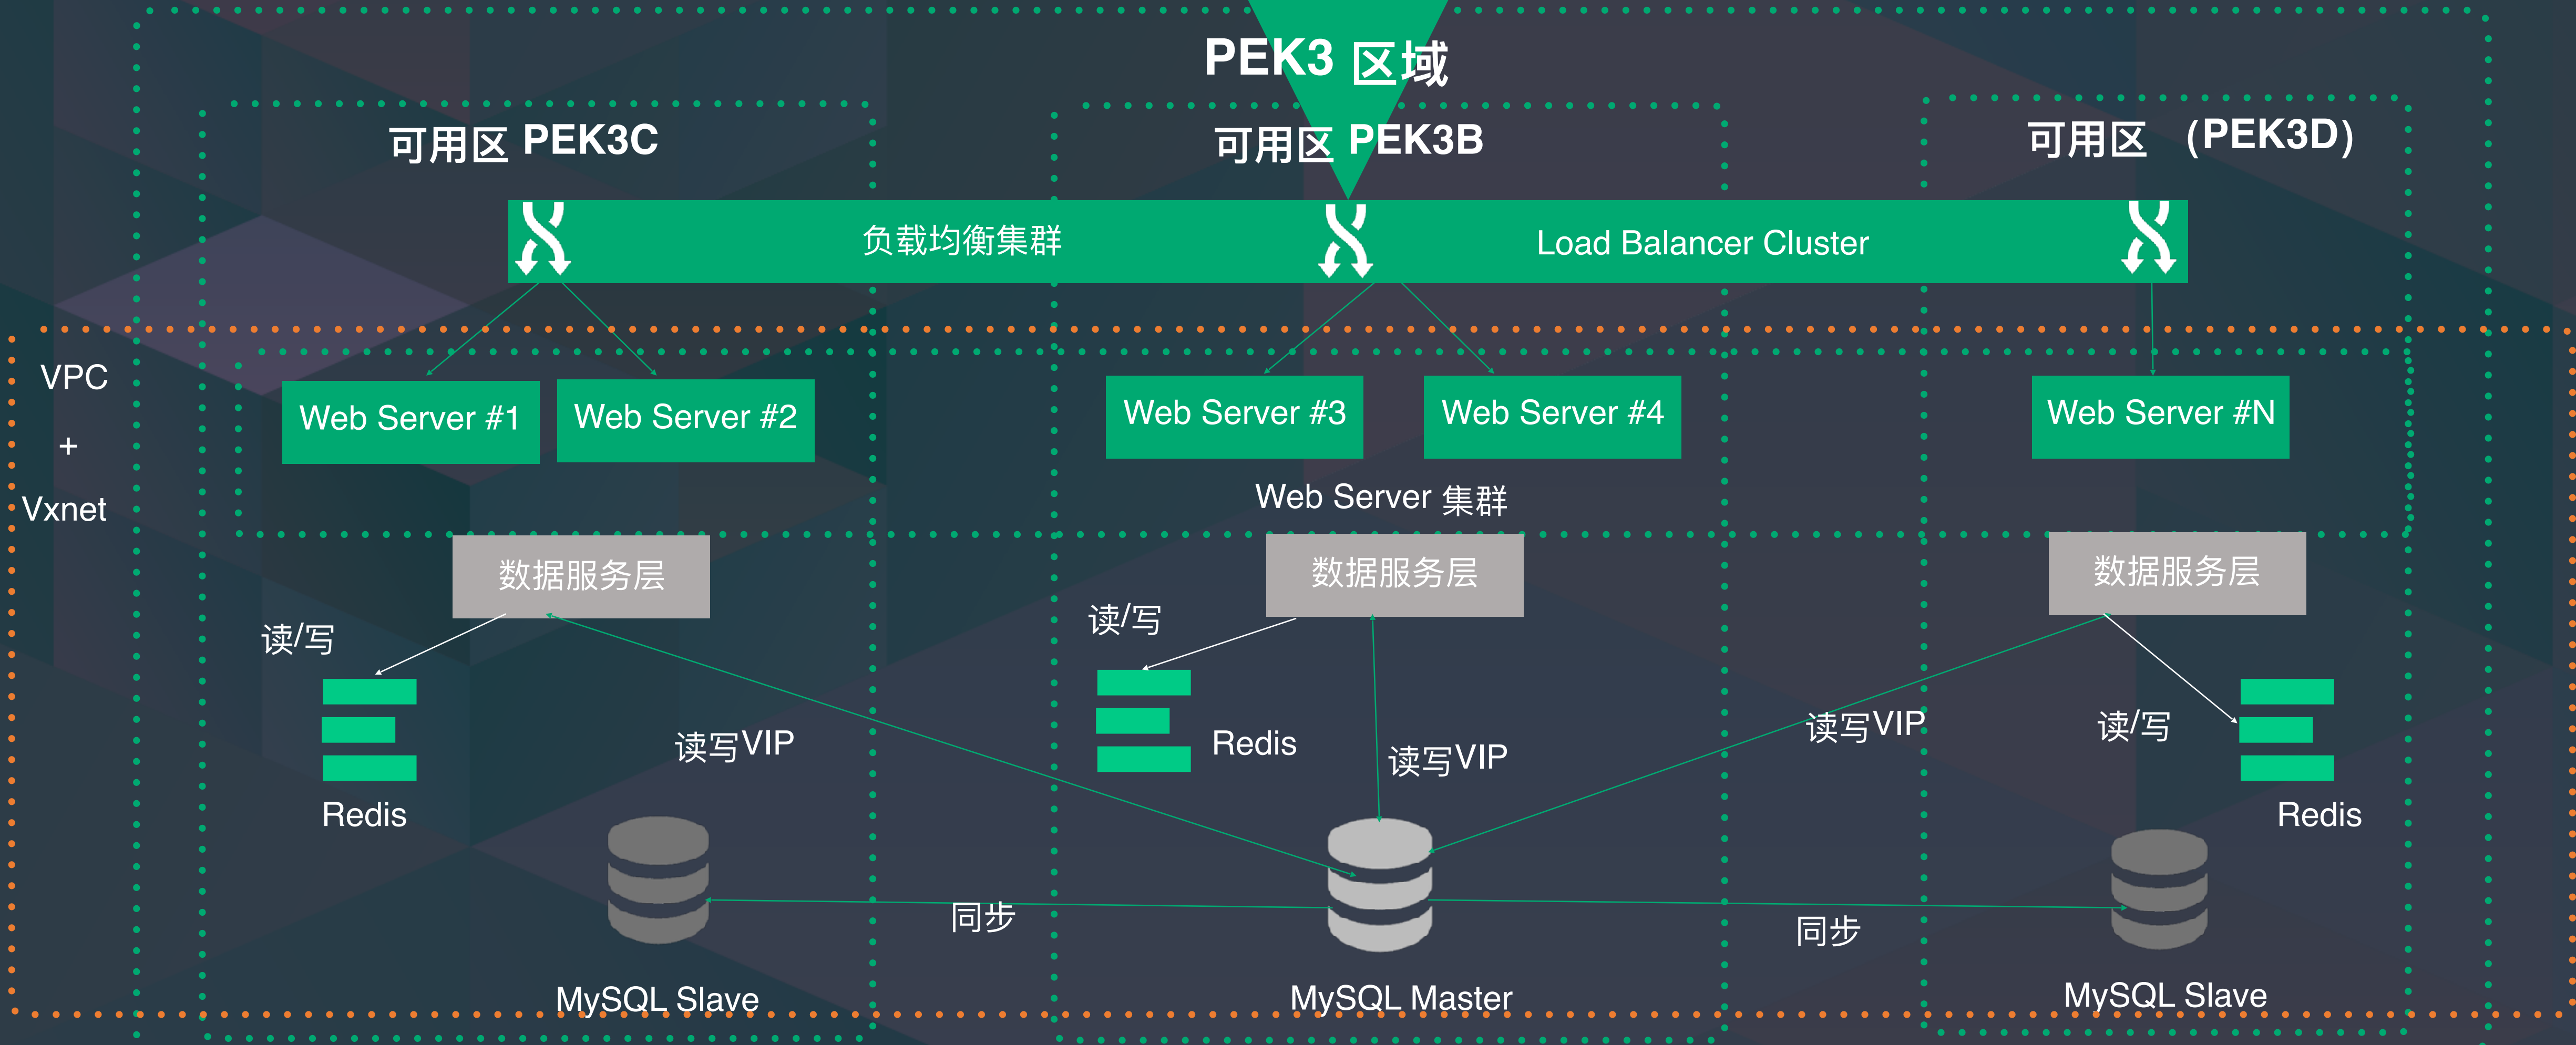 PEK3 区域
可用区 PEK3C
可用区 PEK3B
可用区 （PEK3D）
负载均衡集群
Load Balancer Cluster
VPC
+
Vxnet
Web Server #1
Web Server #2
Web Server #3
Web Server #4
Web Server #N
Web Server 集群
数据服务层
数据服务层
数据服务层
读/写
读/写
读/写
读写VIP
读写VIP
读写VIP
Redis
Redis
Redis
同步
同步
MySQL Slave
MySQL Master
MySQL Slave